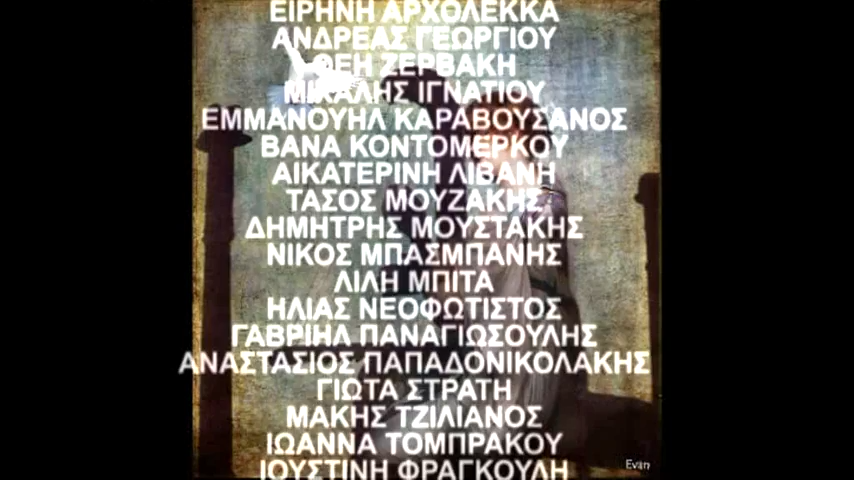 ΕΙΡΗΝΗ ΑΡΧΟΛΕΚΚΑ
ΑΝΔΡΕΑΣ ΓΕΩΡΓΙΟΥ
ΘΕΗ ΖΕΡΒΑΚΗ
ΜΙΧΑΛΗΣ ΙΓΝΑΤΙΟΥ
ΕΜΜΑΝΟΥΗΛ ΚΑΡΑΒΟΥΣΑΝΟΣ
ΒΑΝΑ ΚΟΝΤΟΜΕΡΚΟΥ
ΑΙΚΑΤΕΡΙΝΗ ΛΙΒΑΝΗ
ΤΑΣΟΣ ΜΟΥΖΑΚΗΣ
ΔΗΜΗΤΡΗΣ ΜΟΥΣΤΑΚΗΣ
ΝΙΚΟΣ ΜΠΑΣΜΠΑΝΗΣ
ΛΙΛΗ ΜΠΙΤΑ
ΗΛΙΑΣ ΝΕΟΦΩΤΙΣΤΟΣ
ΓΑΒΡΙΗΛ ΠΑΝΑΓΙΩΣΟΥΛΗΣ
ΑΝΑΣΤΑΣΙΟΣ ΠΑΠΑΔΟΝΙΚΟΛΑΚΗΣ
ΓΙΩΤΑ ΣΤΡΑΤΗ
ΜΑΚΗΣ ΤΖΙΛΙΑΝΟΣ
ΙΩΑΝΝΑ ΤΟΜΠΡΑΚΟΥ
ΙΟΥΣΤΙΝΗ ΦΡΑΓΚΟΥΛΗ
Evan